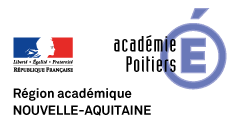 académie
Poitiers
Liberté • Égalité • Fraternité
RÉPUBLIQUE FRANÇAISE
Région académique
NOUVELLE-AQUITAINE